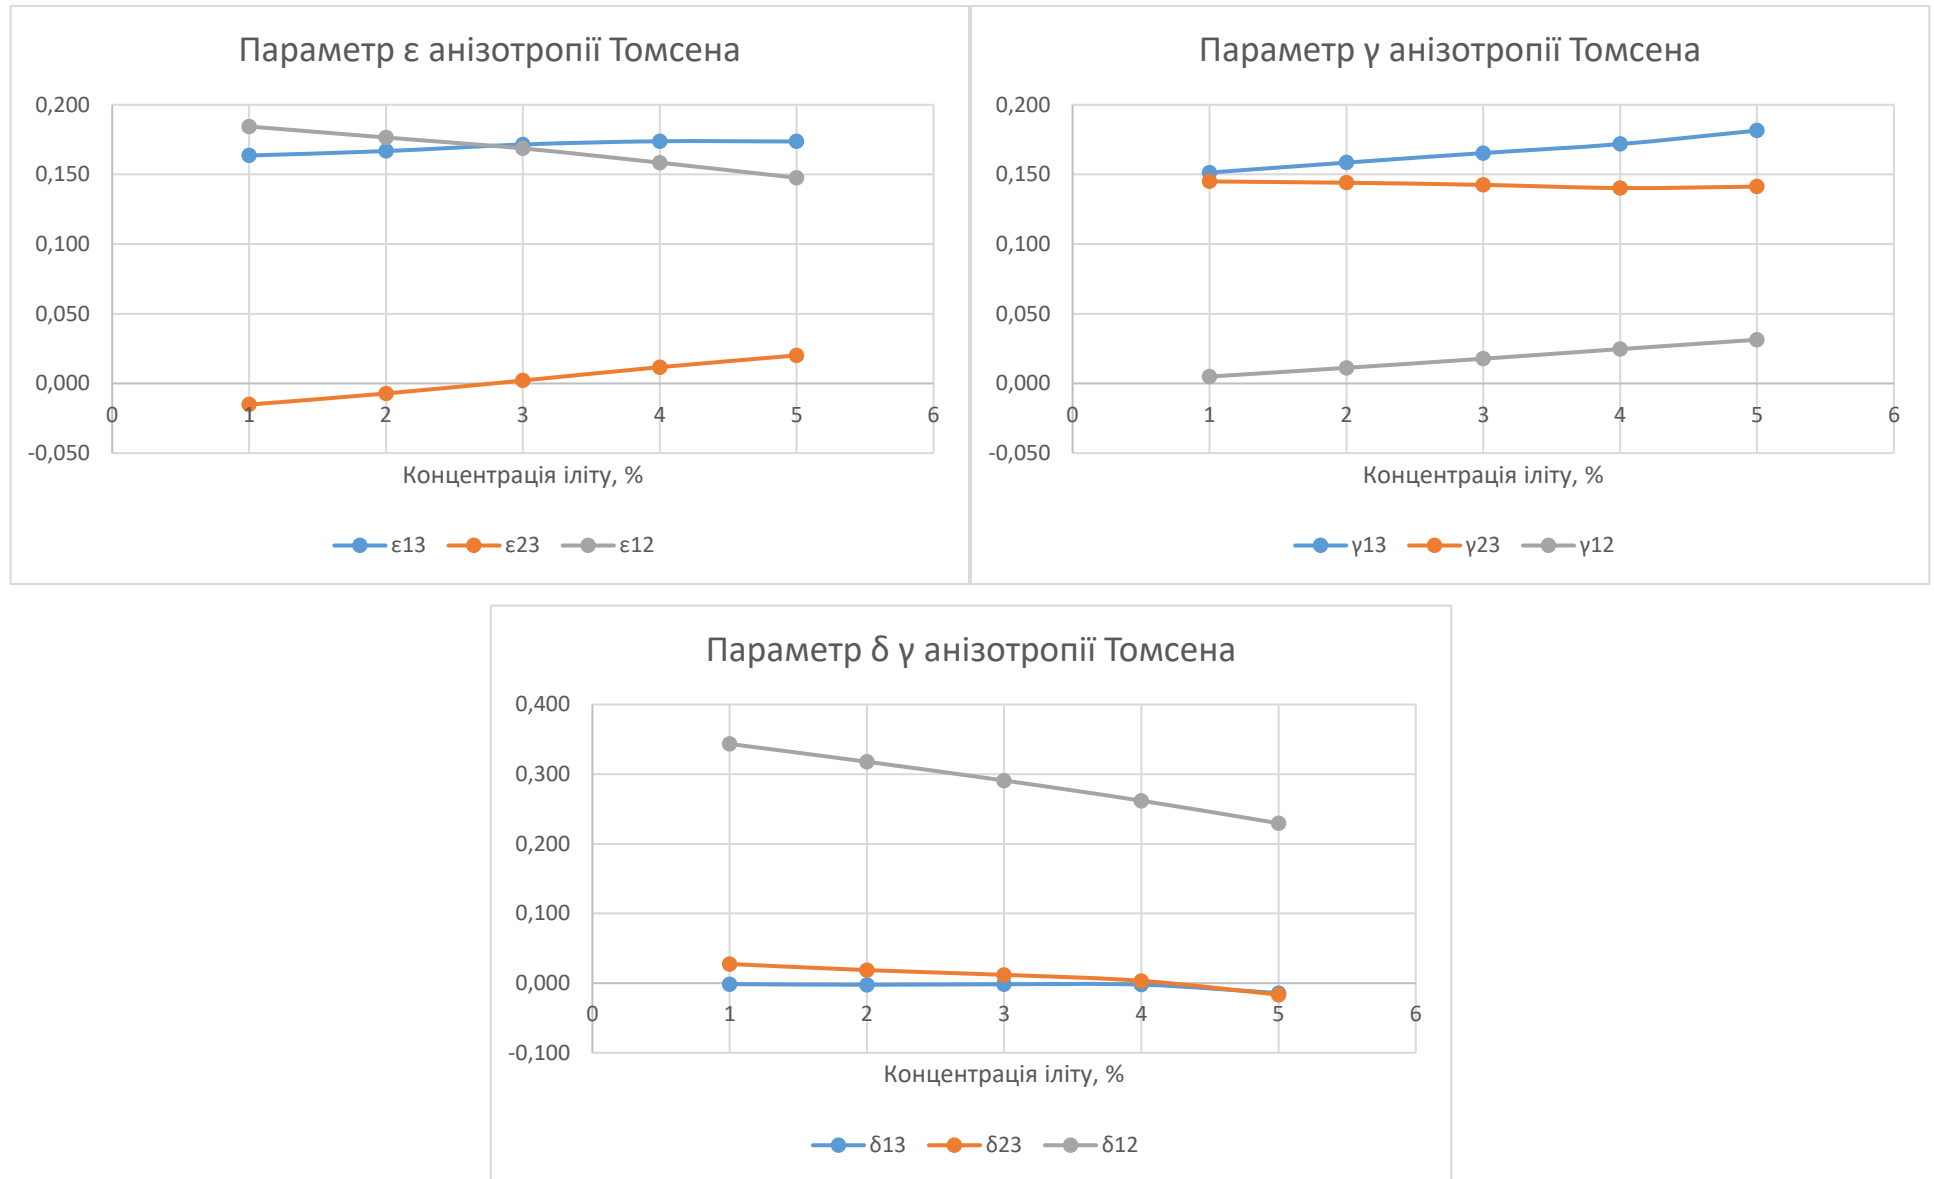 Параметр ε анізотропії Томсена
0,200
0,150
0,100
0,050
0,000
-0,050
0 1 2 3 4 5 6
Концентрація іліту, %
ε13 ε23 ε12
Параметр γ анізотропії Томсена
0,200
0,150
0,100
0,050
0,000
-0,050
0 1 2 3 4 5 6
Концентрація іліту, %
γ13 γ23 γ12
Параметр δ γ анізотропії Томсена
0,400
0,300
0,200
0,100
0,000
-0,100
0 1 2 3 4 5 6
Концентрація іліту, %
δ13 δ23 δ12